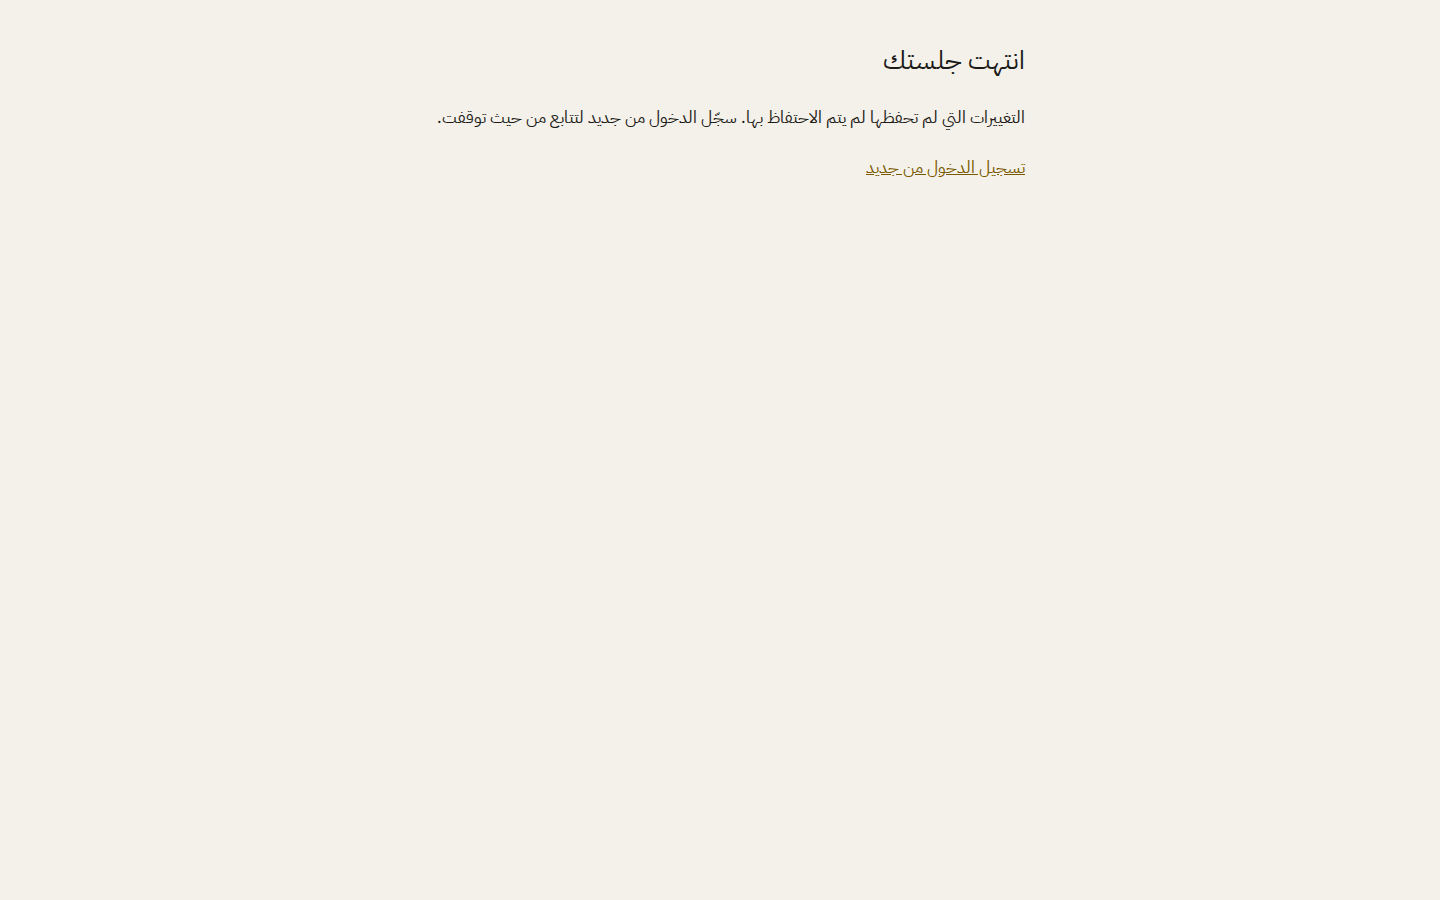 انتهت جلستك
التغييرات التي لم تحفظها لم يتم الاحتفاظ بها. سجّل الدخول من جديد لتتابع من حيث توقفت.
تسجيل الدخول من جديد